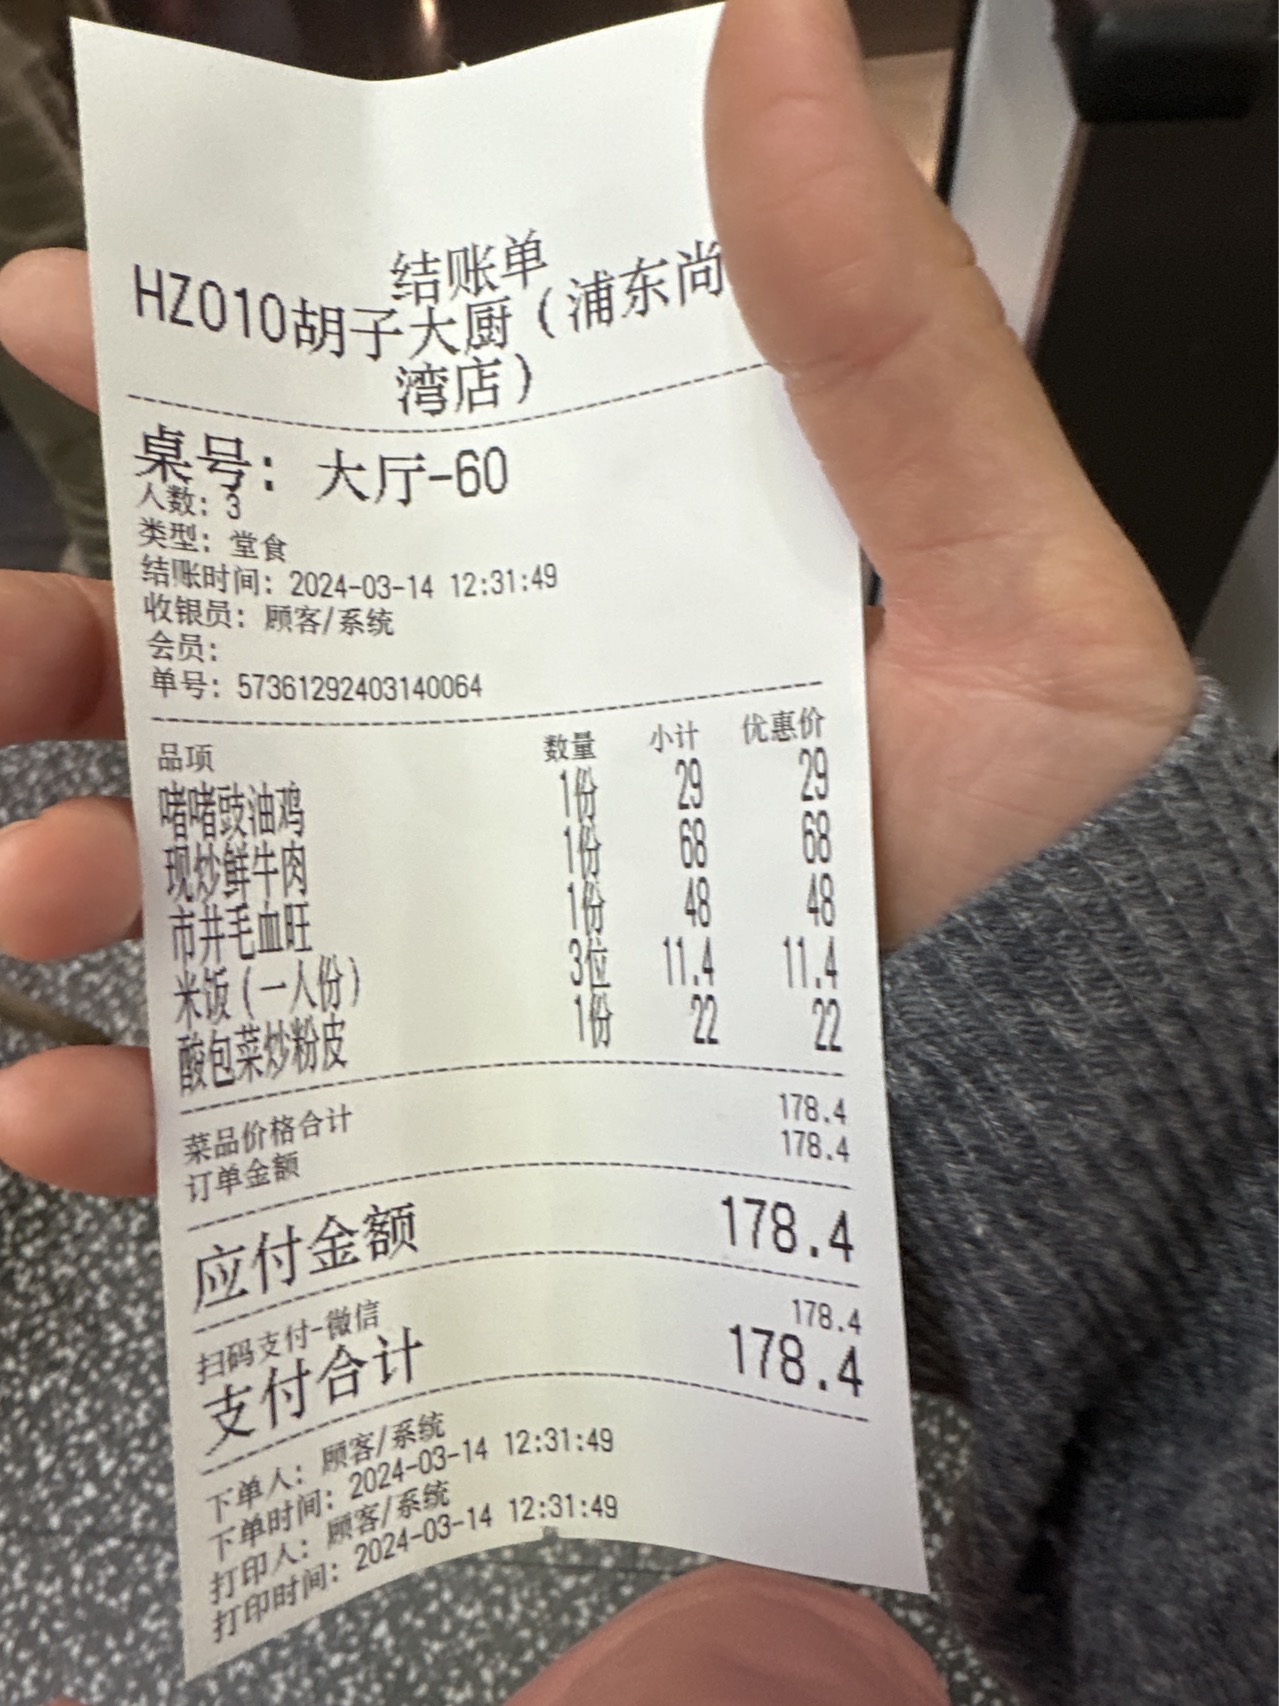 结账单
HZ010胡子大厨（浦东尚
湾店）
桌号：大厅-60
人数：3
类型：堂食
结账时间：2024-03-14 12:31:49
收银员：顾客/系统
会员：
单号：57361292403140064
品项 数量 小计 优惠价
啫啫豉油鸡 1份 29 29
现炒鲜牛肉 1份 68 68
市井毛血旺 1份 48 48
米饭（一人份） 3位 11.4 11.4
酸包菜炒粉皮 1份 22 22
菜品价格合计 178.4
订单金额 178.4
应付金额 178.4
扫码支付-微信 178.4
支付合计 178.4
下单人：顾客/系统
下单时间：2024-03-14 12:31:49
打印人：顾客/系统
打印时间：2024-03-14 12:31:49